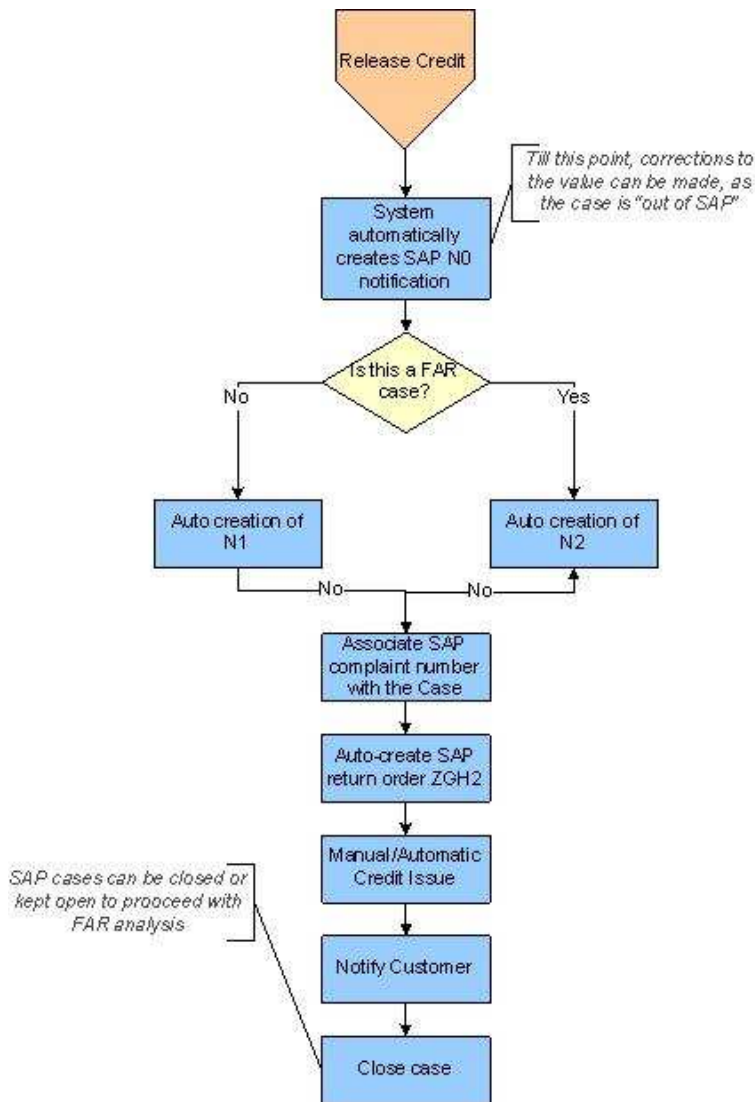 Release Credit
Till this point, corrections to
the value can be made, as
the case is "out of SAP"
System
automatically
creates SAP N0
notification
Is this a FAR
case?
No
Yes
Auto creation of
N1
Auto creation of
N2
No
No
Associate SAP
complaint number
with the Case
Auto-create SAP
return order ZGH2
Manual/Automatic
Credit Issue
SAP cases can be closed or
kept open to prooceed with
FAR analysis
Notify Customer
Close case